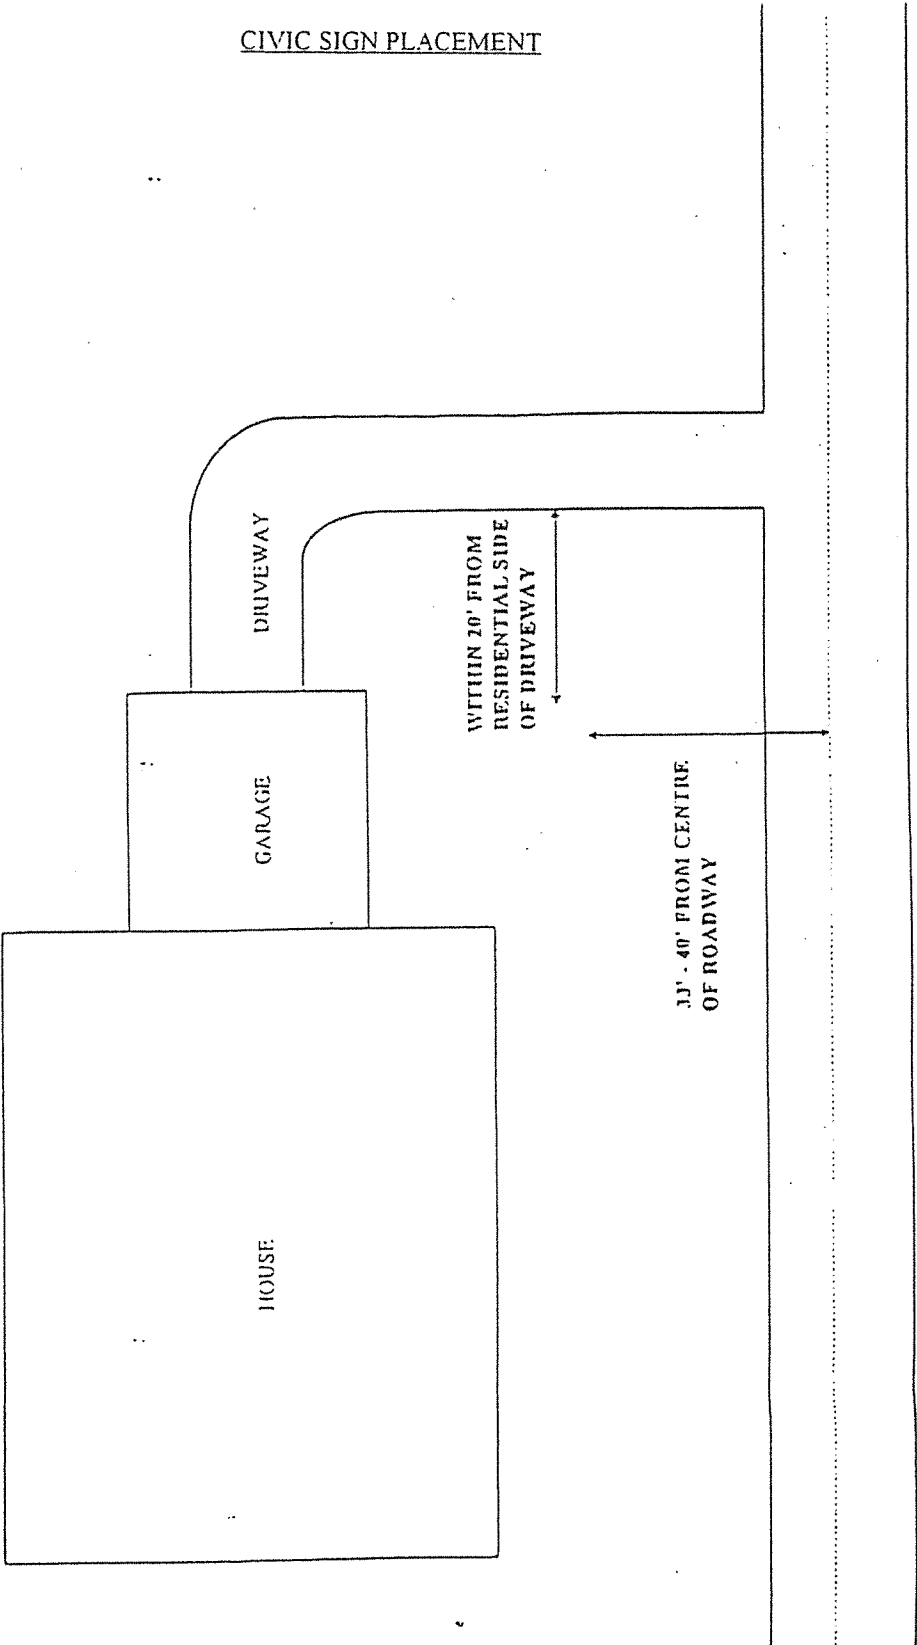 CIVIC SIGN PLACEMENT
DRIVEWAY
WITHIN 20' FROM
RESIDENTIAL SIDE
OF DRIVEWAY
GARAGE
33' - 40' FROM CENTRE
OF ROADWAY
HOUSE